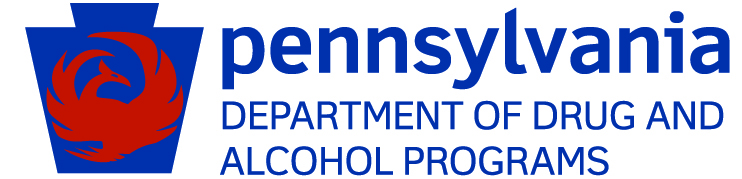 pennsylvania
DEPARTMENT OF DRUG AND
ALCOHOL PROGRAMS